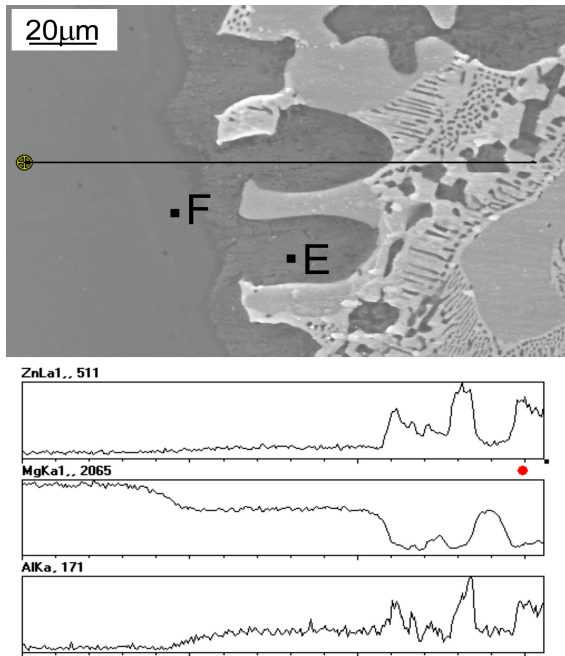 20μm
F
E
ZnLa1,, 511
MgKa1,, 2065
AlKa, 171